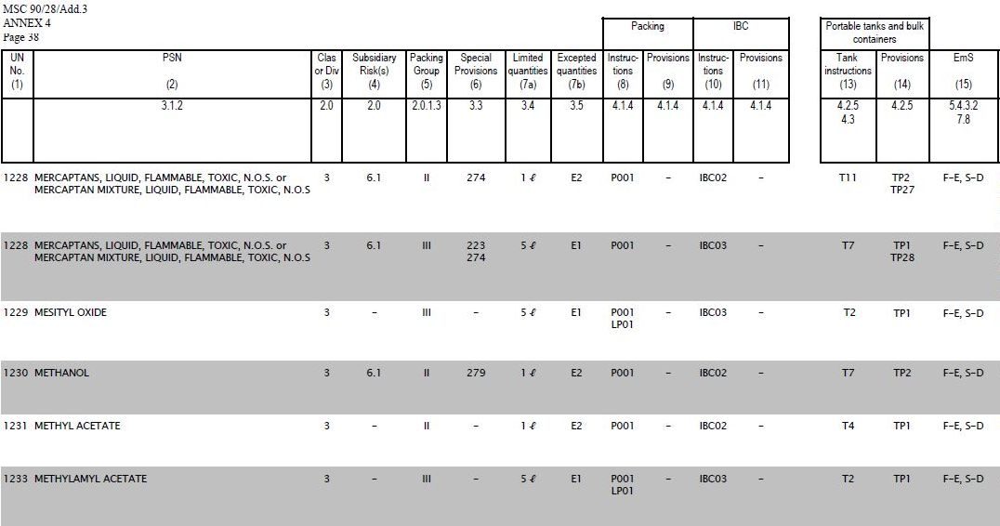 MSC 90/28/Add.3
ANNEX 4
Page 38
Packing IBC Portable tanks and bulk containers
UN No. PSN Clas or Div Subsidiary Risk(s) Packing Group Special Provisions Limited quantities Excepted quantities Instruc-tions Provisions Instruc-tions Provisions Tank instructions Provisions EmS
(1) (2) (3) (4) (5) (6) (7a) (7b) (8) (9) (10) (11) (13) (14) (15)
3.1.2 2.0 2.0 2.0.1.3 3.3 3.4 3.5 4.1.4 4.1.4 4.1.4 4.1.4 4.2.5 4.2.5 5.4.3.2
4.3 7.8
1228 MERCAPTANS, LIQUID, FLAMMABLE, TOXIC, N.O.S. or 3 6.1 II 274 1 ℓ E2 P001 – IBC02 – T11 TP2 F–E, S–D
MERCAPTAN MIXTURE, LIQUID, FLAMMABLE, TOXIC, N.O.S TP27
1228 MERCAPTANS, LIQUID, FLAMMABLE, TOXIC, N.O.S. or 3 6.1 III 223 5 ℓ E1 P001 – IBC03 – T7 TP1 F–E, S–D
MERCAPTAN MIXTURE, LIQUID, FLAMMABLE, TOXIC, N.O.S 274 TP28
1229 MESITYL OXIDE 3 – III – 5 ℓ E1 P001 – IBC03 – T2 TP1 F–E, S–D
LP01
1230 METHANOL 3 6.1 II 279 1 ℓ E2 P001 – IBC02 – T7 TP2 F–E, S–D
1231 METHYL ACETATE 3 – II – 1 ℓ E2 P001 – IBC02 – T4 TP1 F–E, S–D
1233 METHYLAMYL ACETATE 3 – III – 5 ℓ E1 P001 – IBC03 – T2 TP1 F–E, S–D
LP01